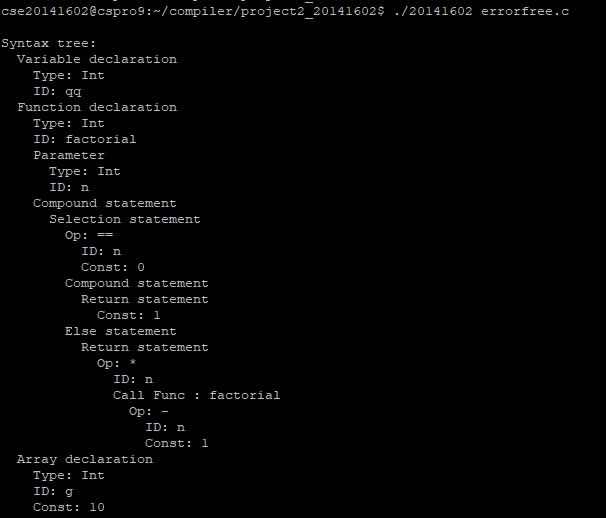 cse20141602@cspro9:~/compiler/project2_20141602$ ./20141602 errorfree.c
Syntax tree:
  Variable declaration
    Type: Int
    ID: qq
  Function declaration
    Type: Int
    ID: factorial
    Parameter
      Type: Int
      ID: n
    Compound statement
      Selection statement
        Op: ==
          ID: n
          Const: 0
        Compound statement
          Return statement
            Const: 1
        Else statement
          Return statement
            Op: *
              ID: n
              Call Func : factorial
                Op: -
                  ID: n
                  Const: 1
  Array declaration
    Type: Int
    ID: g
    Const: 10